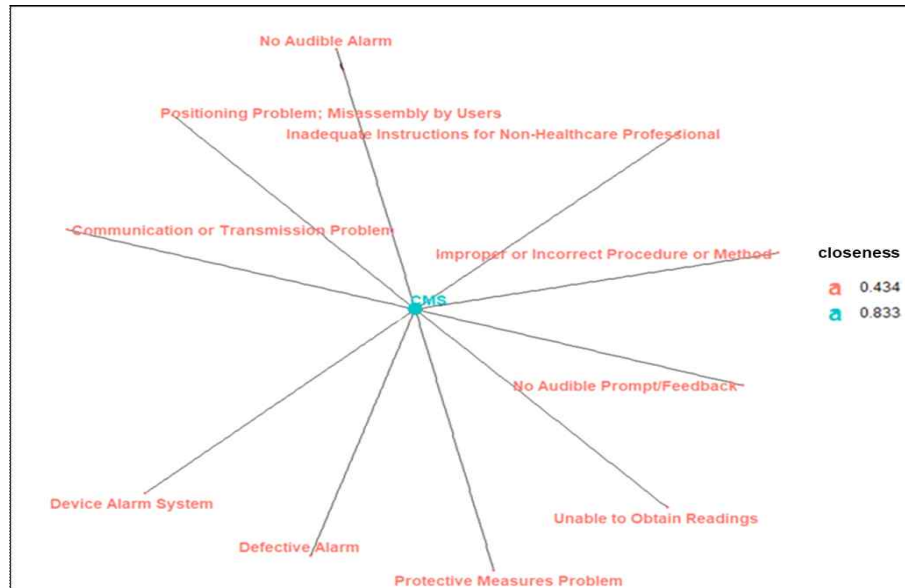 No Audible Alarm
Positioning Problem; Misassembly by Users
Inadequate Instructions for Non-Healthcare Professional
Communication or Transmission Problem
Improper or Incorrect Procedure or Method
closeness
a 0.434
a 0.833
CMS
No Audible Prompt/Feedback
Device Alarm System
Unable to Obtain Readings
Defective Alarm
Protective Measures Problem